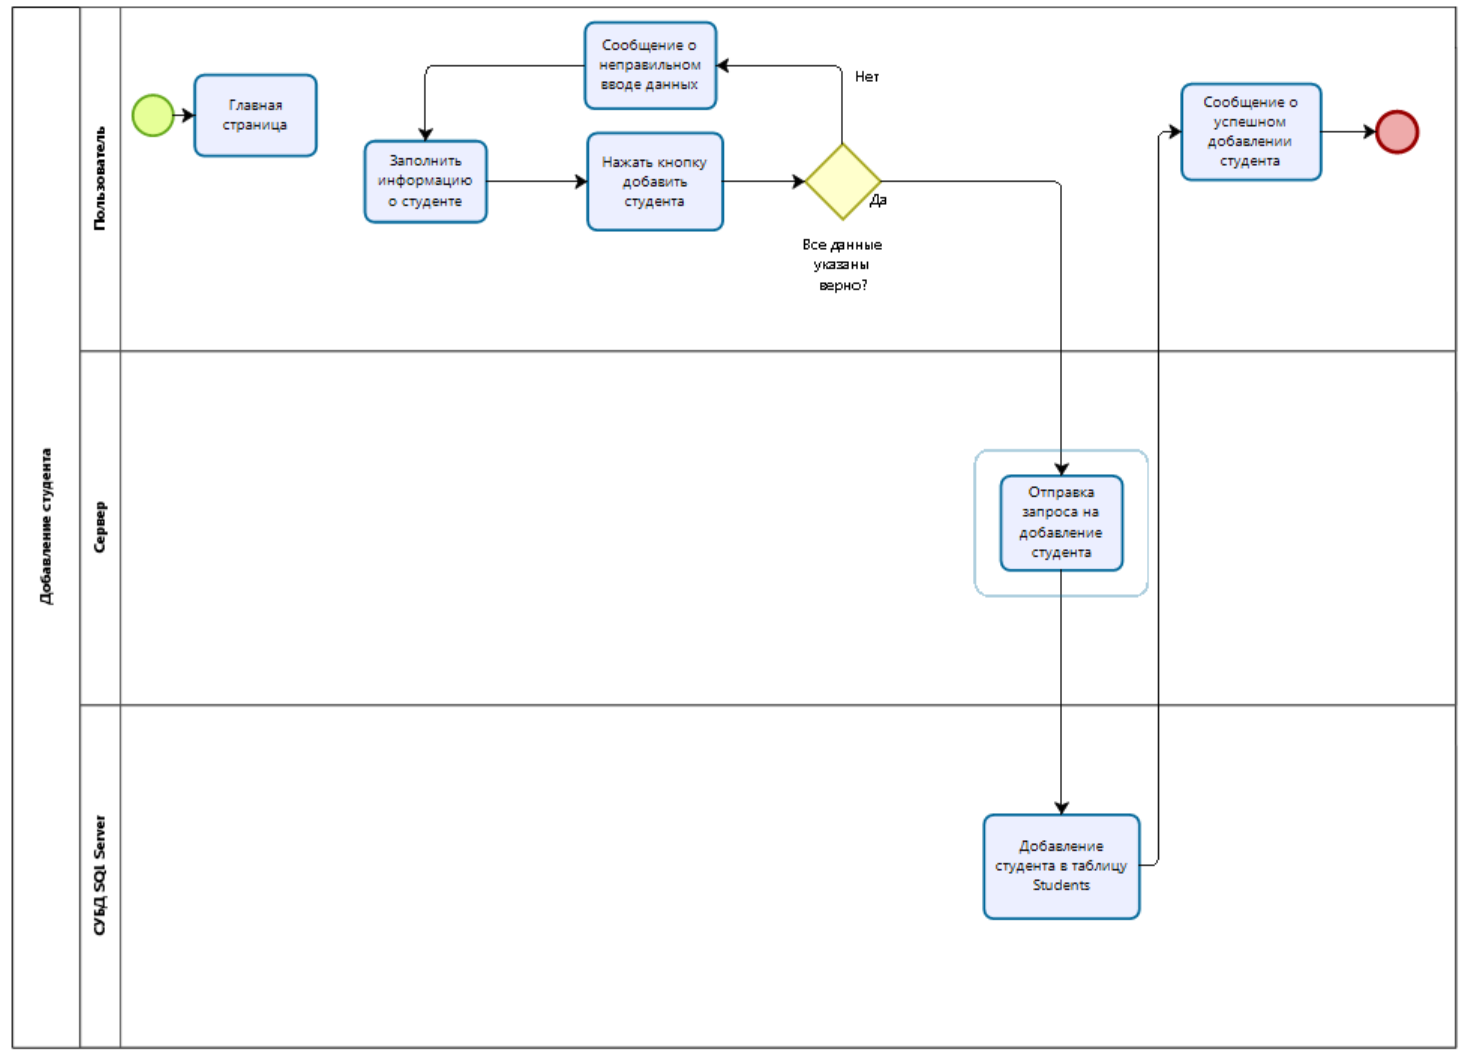 Добавление студента
Пользователь
Главная
страница
Сообщение о
неправильном
вводе данных
Нет
Заполнить
информацию
о студенте
Нажать кнопку
добавить
студента
Да
Все данные
указаны
верно?
Сообщение о
успешном
добавлении
студента
Сервер
Отправка
запроса на
добавление
студента
СУБД SQL Server
Добавление
студента в таблицу
Students